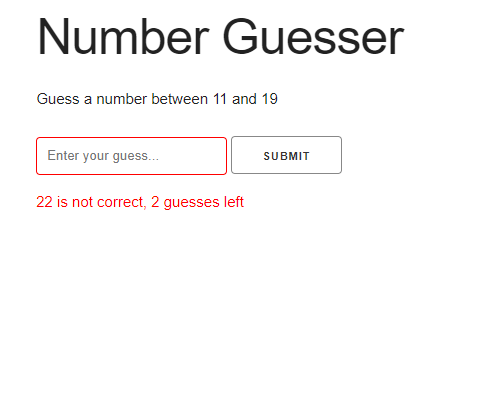 Number Guesser
Guess a number between 11 and 19
Enter your guess...
SUBMIT
22 is not correct, 2 guesses left